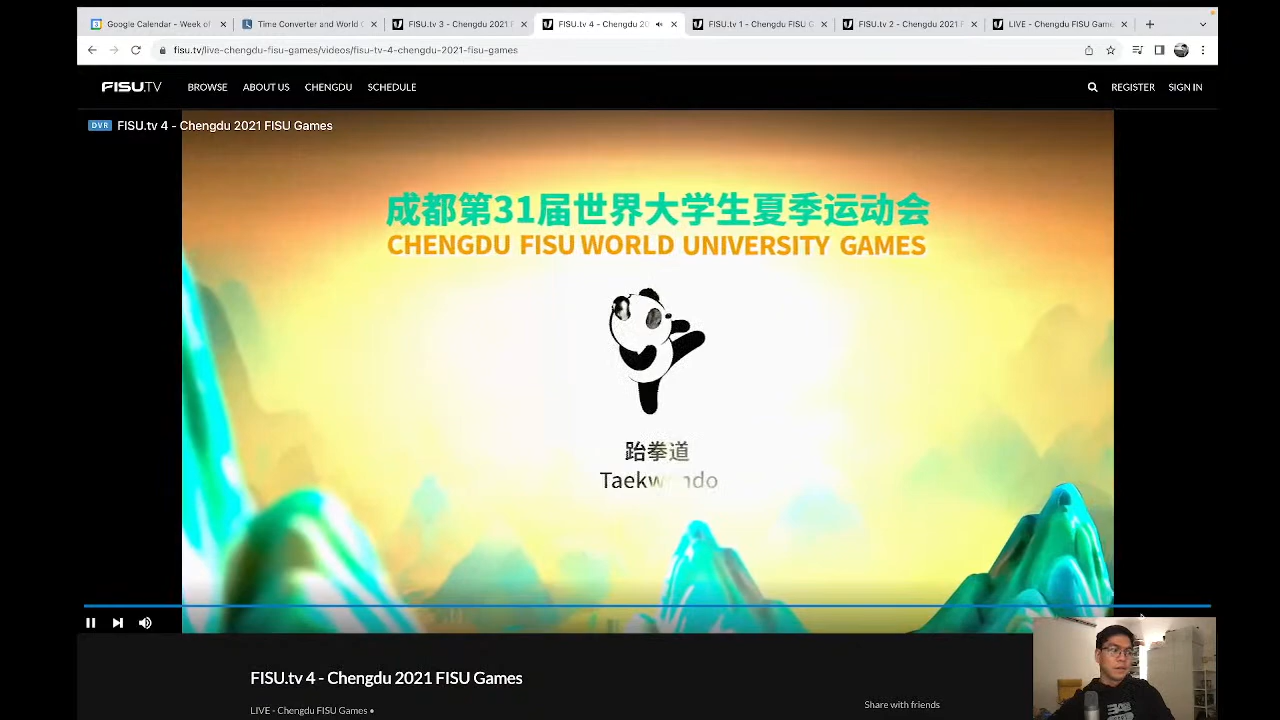 Google Calendar - Week of
Time Converter and World C
FISU.tv 3 - Chengdu 2021 F
FISU.tv 4 - Chengdu 20
FISU.tv 1 - Chengdu FISU G
FISU.tv 2 - Chengdu 2021 F
LIVE - Chengdu FISU Game
fisu.tv/live-chengdu-fisu-games/videos/fisu-tv-4-chengdu-2021-fisu-games
FISU.TV BROWSE ABOUT US CHENGDU SCHEDULE REGISTER SIGN IN
DVR FISU.tv 4 - Chengdu 2021 FISU Games
成都第31届世界大学生夏季运动会
CHENGDU FISU WORLD UNIVERSITY GAMES
跆拳道
Taekwondo
FISU.tv 4 - Chengdu 2021 FISU Games
LIVE - Chengdu FISU Games •
Share with friends